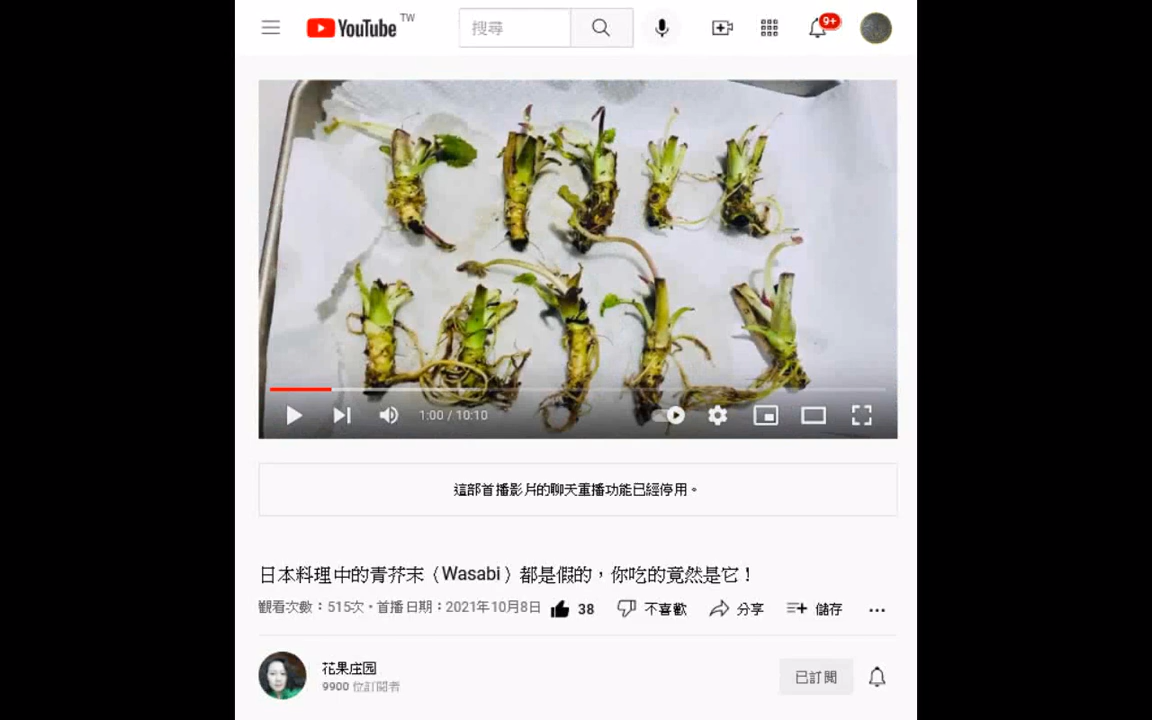 YouTube TW
搜尋
9+
1:00 / 10:10
這部首播影片的聊天重播功能已經停用。
日本料理中的青芥末（Wasabi）都是假的，你吃的竟然是它！
觀看次數：515次•首播日期：2021年10月8日 38 不喜歡 分享 儲存
花果庄园
9900 位訂閱者
已訂閱